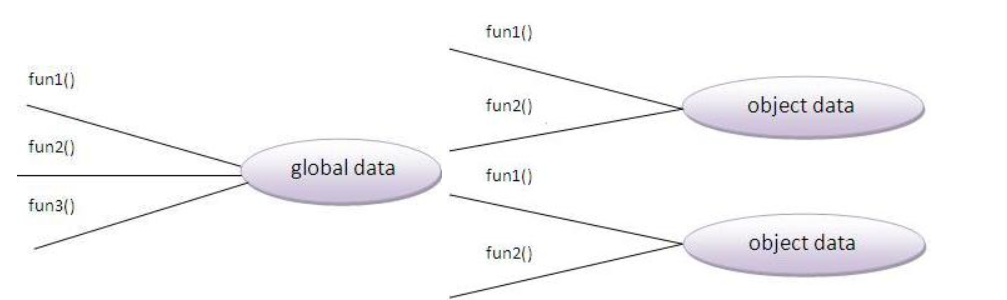 fun1()
fun2()
global data
fun3()
fun1()
object data
fun2()
fun1()
object data
fun2()